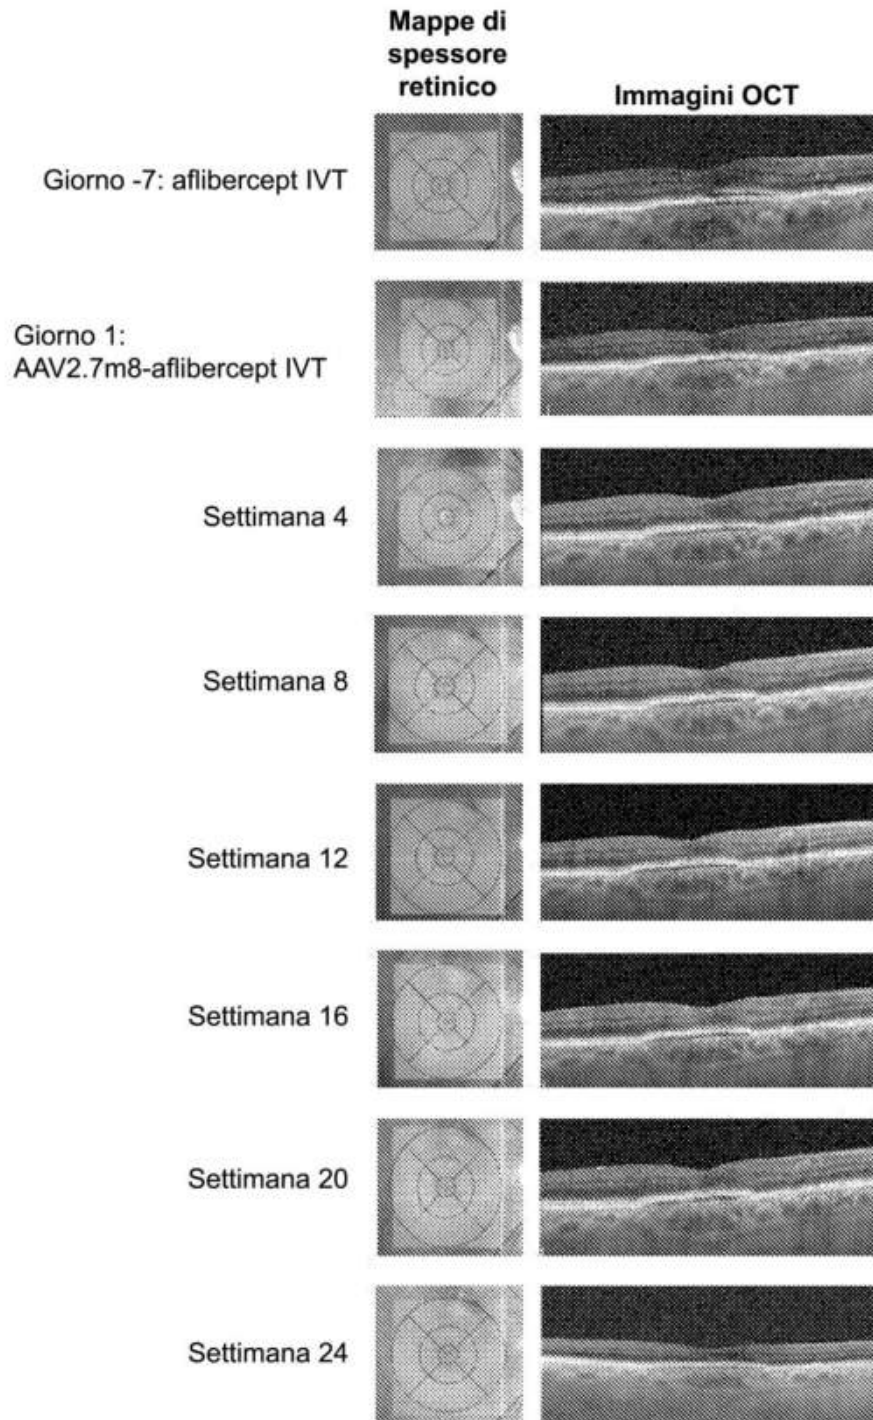 Mappe di
spessore
retinico
Immagini OCT
Giorno -7: aflibercept IVT
Giorno 1:
AAV2.7m8-aflibercept IVT
Settimana 4
Settimana 8
Settimana 12
Settimana 16
Settimana 20
Settimana 24